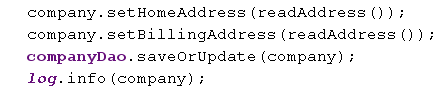 company.setHomeAddress(readAddress());
company.setBillingAddress(readAddress());
companyDao.saveOrUpdate(company);
log.info(company);